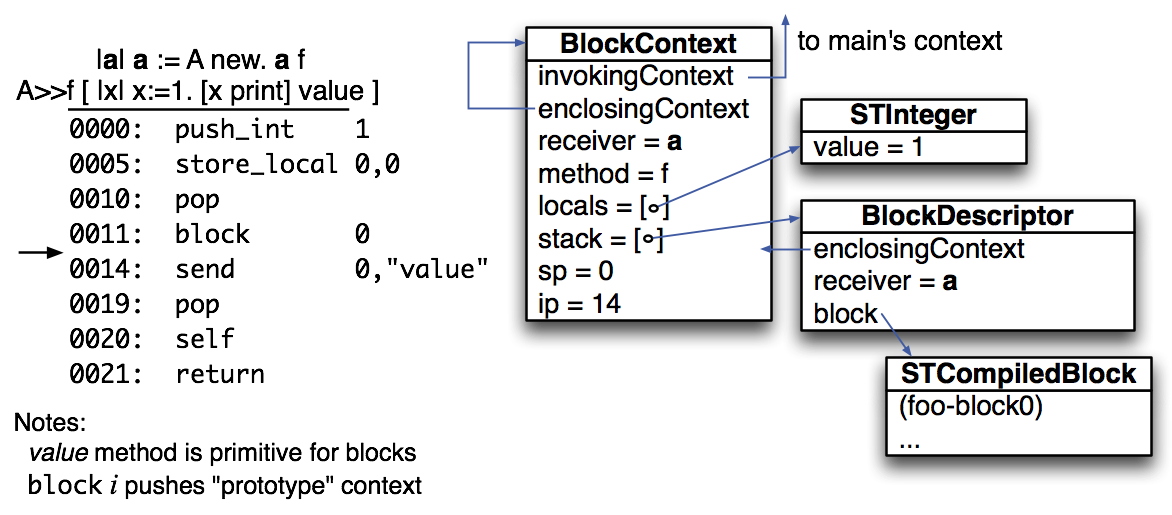 |a| a := A new. a f
A>>f [ |x| x:=1. [x print] value ]
0000: push_int 1
0005: store_local 0,0
0010: pop
0011: block 0
0014: send 0,"value"
0019: pop
0020: self
0021: return
Notes:
value method is primitive for blocks
block i pushes "prototype" context
BlockContext
invokingContext
enclosingContext
receiver = a
method = f
locals = [ ]
stack = [ ]
sp = 0
ip = 14
to main's context
STInteger
value = 1
BlockDescriptor
enclosingContext
receiver = a
block
STCompiledBlock
(foo-block0)
...